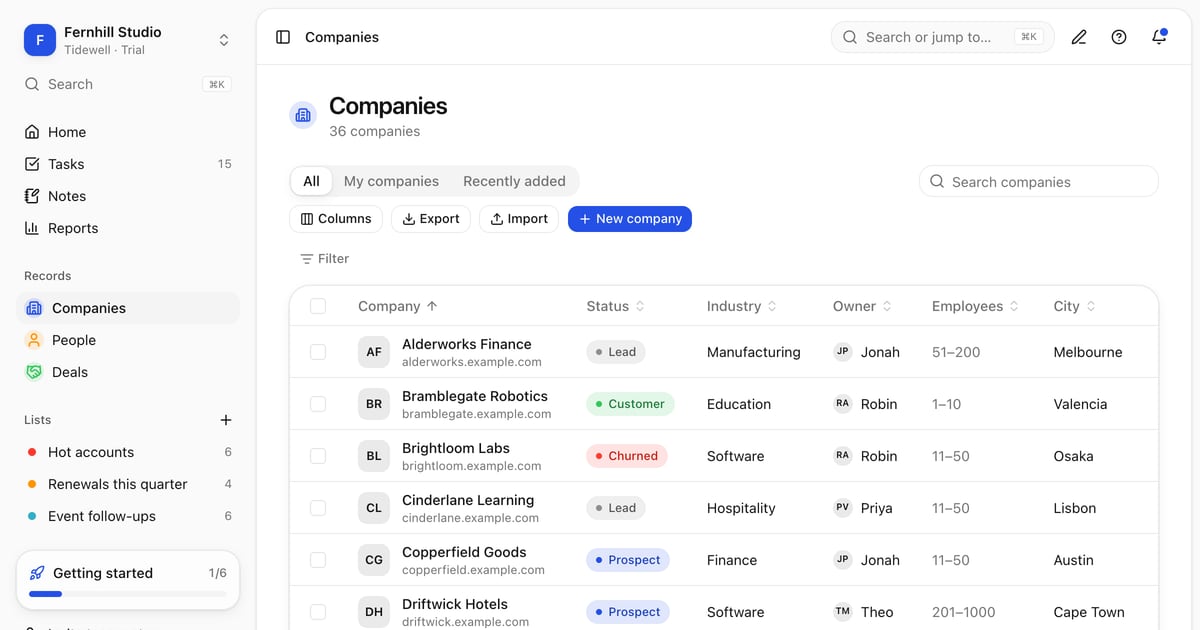 F
Fernhill Studio
Tidewell · Trial
Search ⌘K
Home
Tasks 15
Notes
Reports
Records
Companies
People
Deals
Lists
Hot accounts 6
Renewals this quarter 4
Event follow-ups 6
Getting started 1/6
Companies
Search or jump to... ⌘K
Companies
36 companies
All My companies Recently added
Search companies
Columns Export Import New company
Filter
Company Status Industry Owner Employees City
AF Alderworks Finance Lead Manufacturing JP Jonah 51–200 Melbourne
alderworks.example.com
BR Bramblegate Robotics Customer Education RA Robin 1–10 Valencia
bramblegate.example.com
BL Brightloom Labs Churned Software RA Robin 11–50 Osaka
brightloom.example.com
CL Cinderlane Learning Lead Hospitality PV Priya 11–50 Lisbon
cinderlane.example.com
CG Copperfield Goods Prospect Finance JP Jonah 11–50 Austin
copperfield.example.com
DH Driftwick Hotels Prospect Software TM Theo 201–1000 Cape Town
driftwick.example.com